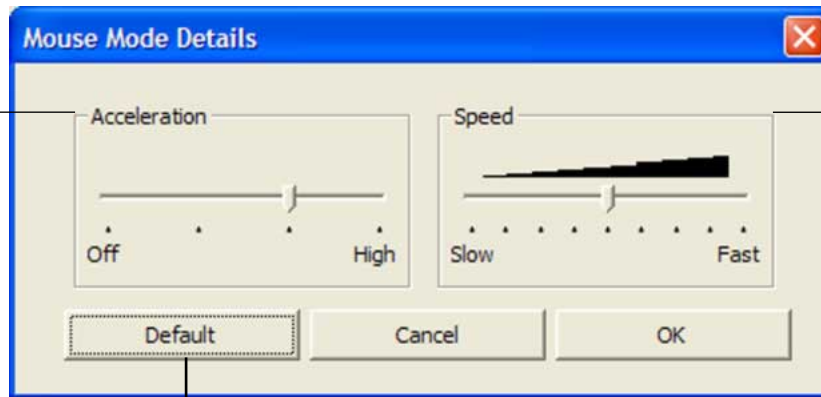 Mouse Mode Details
Acceleration
Speed
Off
High
Slow
Fast
Default
Cancel
OK